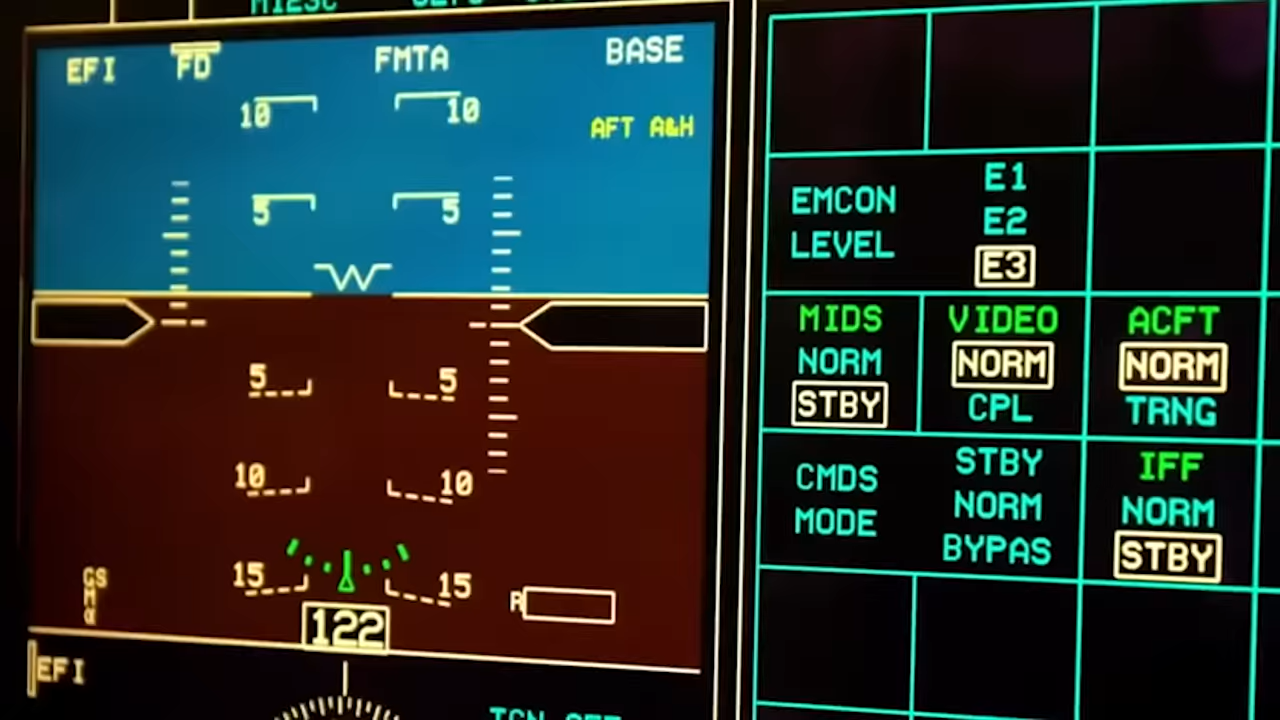 EFI FD FMTA BASE
10 10
AFT A&H
5 5
5 5
10 10
15 15
GS
M
d
R
122
EFI
EMCON
LEVEL
E1
E2
E3
MIDS
NORM
STBY
VIDEO
NORM
CPL
ACFT
NORM
TRNG
CMDS
MODE
STBY
NORM
BYPAS
IFF
NORM
STBY